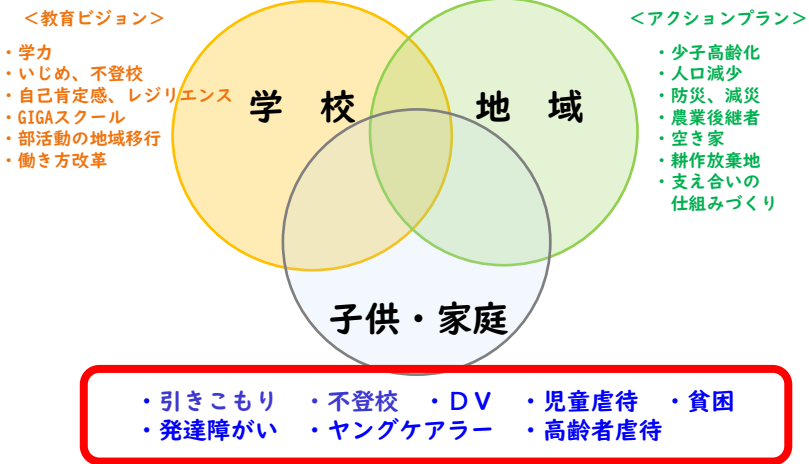 ＜教育ビジョン＞
・学力
・いじめ、不登校
・自己肯定感、レジリエンス
・GIGAスクール
・部活動の地域移行
・働き方改革
学　校
地　域
＜アクションプラン＞
・少子高齢化
・人口減少
・防災、減災
・農業後継者
・空き家
・耕作放棄地
・支え合いの
仕組みづくり
子供・家庭
・引きこもり　・不登校　・ＤＶ　・児童虐待　・貧困
・発達障がい　・ヤングケアラー　・高齢者虐待